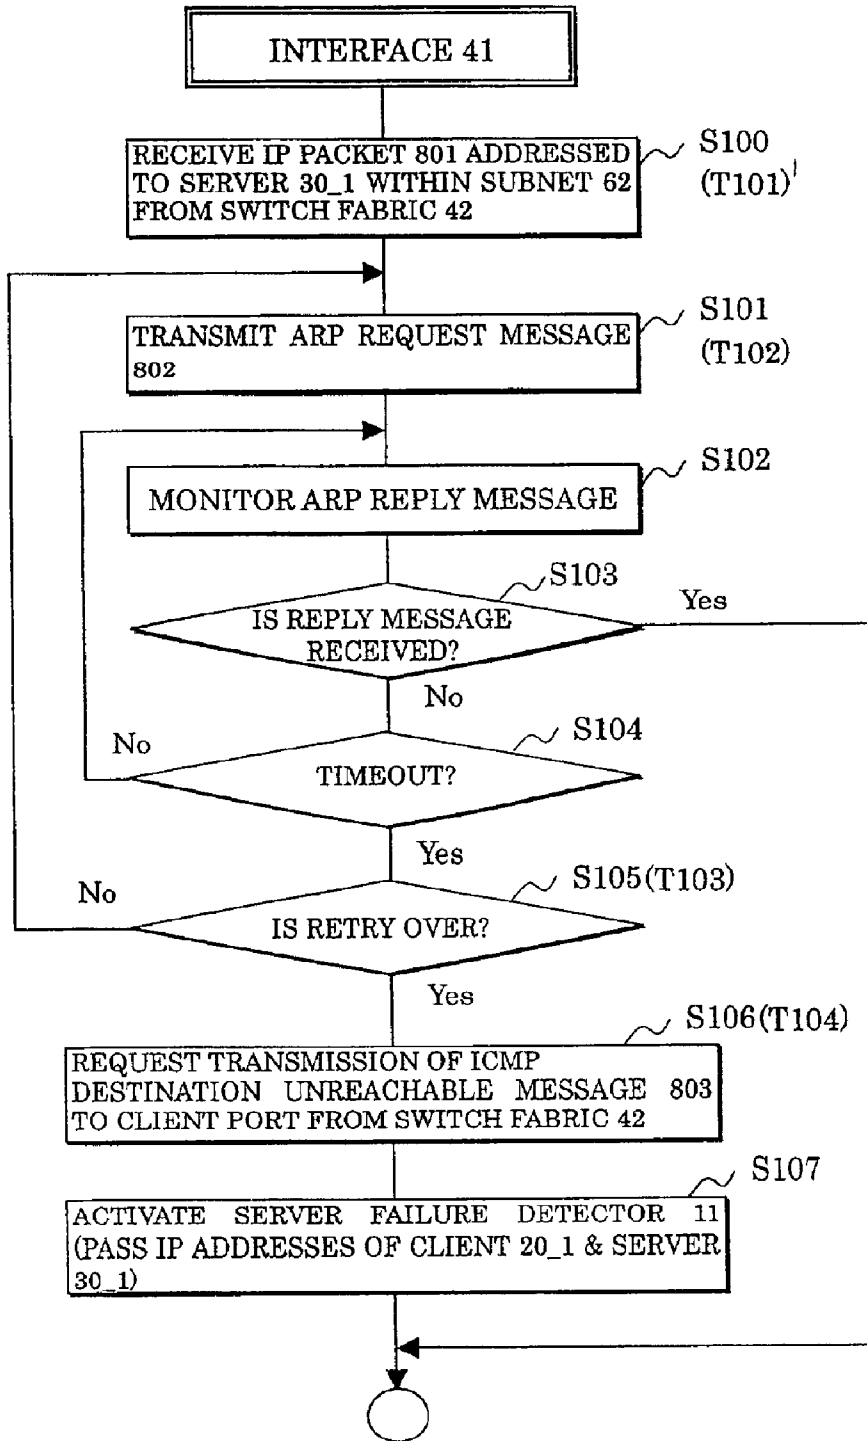 INTERFACE 41
RECEIVE IP PACKET 801 ADDRESSED
TO SERVER 30_1 WITHIN SUBNET 62
FROM SWITCH FABRIC 42
S100
(T101)
TRANSMIT ARP REQUEST MESSAGE
802
S101
(T102)
S102
MONITOR ARP REPLY MESSAGE
S103
Yes
IS REPLY MESSAGE
RECEIVED?
No
S104
No
TIMEOUT?
Yes
S105(T103)
No
IS RETRY OVER?
Yes
S106(T104)
REQUEST TRANSMISSION OF ICMP
DESTINATION UNREACHABLE MESSAGE 803
TO CLIENT PORT FROM SWITCH FABRIC 42
S107
ACTIVATE SERVER FAILURE DETECTOR 11
(PASS IP ADDRESSES OF CLIENT 20_1 & SERVER
30_1)